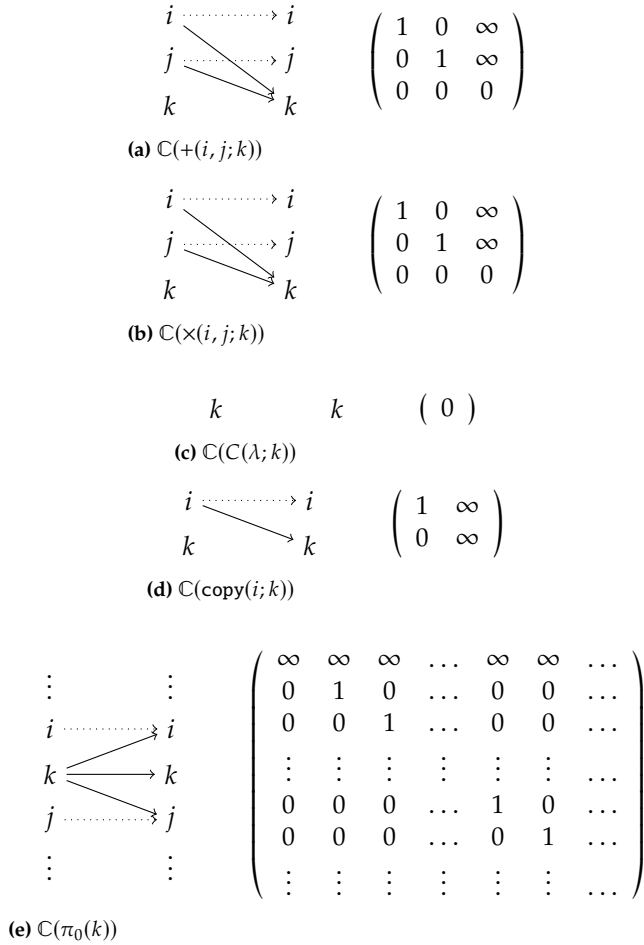 i i
j j
k k
( 1 0 ∞ )
( 0 1 ∞ )
( 0 0 0 )
(a) ℂ(+(i, j; k))
i i
j j
k k
( 1 0 ∞ )
( 0 1 ∞ )
( 0 0 0 )
(b) ℂ(×(i, j; k))
k k ( 0 )
(c) ℂ(C(λ; k))
i i
k k
( 1 ∞ )
( 0 ∞ )
(d) ℂ(copy(i; k))
⋮ ⋮
i i
k k
j j
⋮ ⋮
∞ ∞ ∞ … ∞ ∞ …
0 1 0 … 0 0 …
0 0 1 … 0 0 …
⋮ ⋮ ⋮ ⋮ ⋮ ⋮ …
0 0 0 … 1 0 …
0 0 0 … 0 1 …
⋮ ⋮ ⋮ ⋮ ⋮ ⋮ …
(e) ℂ(π₀(k))